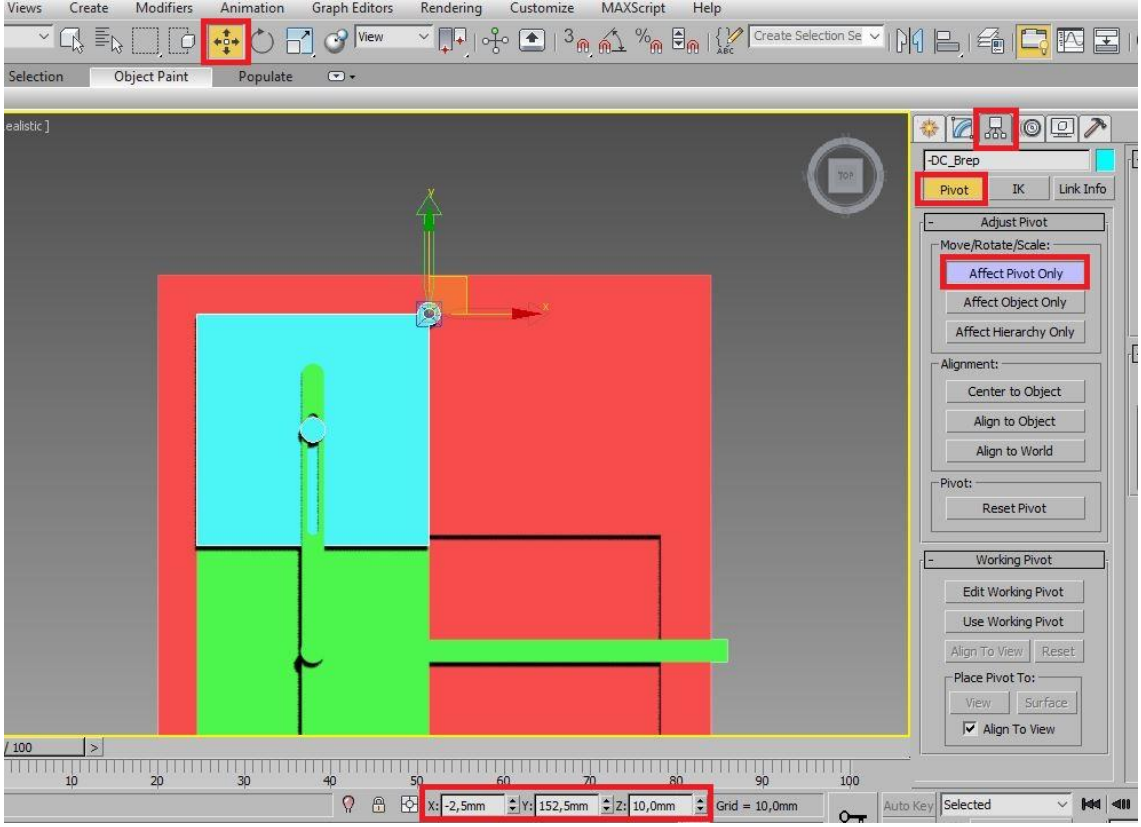 Views Create Modifiers Animation Graph Editors Rendering Customize MAXScript Help
View 3 % ABC Create Selection Se
Selection Object Paint Populate
ealistic ]
TOP
y
x
-DC_Brep
Pivot IK Link Info
- Adjust Pivot
Move/Rotate/Scale:
Affect Pivot Only
Affect Object Only
Affect Hierarchy Only
Alignment:
Center to Object
Align to Object
Align to World
Pivot:
Reset Pivot
- Working Pivot
Edit Working Pivot
Use Working Pivot
Align To View Reset
Place Pivot To:
View Surface
Align To View
/ 100 >
10 20 30 40 50 60 70 80 90 100
X: -2,5mm Y: 152,5mm Z: 10,0mm Grid = 10,0mm Auto Key Selected